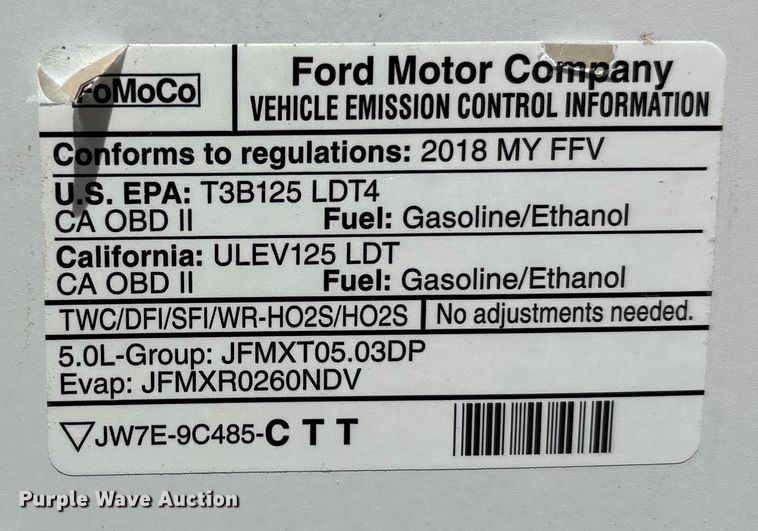 FoMoCo
Ford Motor Company
VEHICLE EMISSION CONTROL INFORMATION
Conforms to regulations: 2018 MY FFV
U.S. EPA: T3B125 LDT4
CA OBD II Fuel: Gasoline/Ethanol
California: ULEV125 LDT
CA OBD II Fuel: Gasoline/Ethanol
TWC/DFI/SFI/WR-HO2S/HO2S No adjustments needed.
5.0L-Group: JFMXT05.03DP
Evap: JFMXR0260NDV
▽JW7E-9C485-C T T
Purple Wave Auction